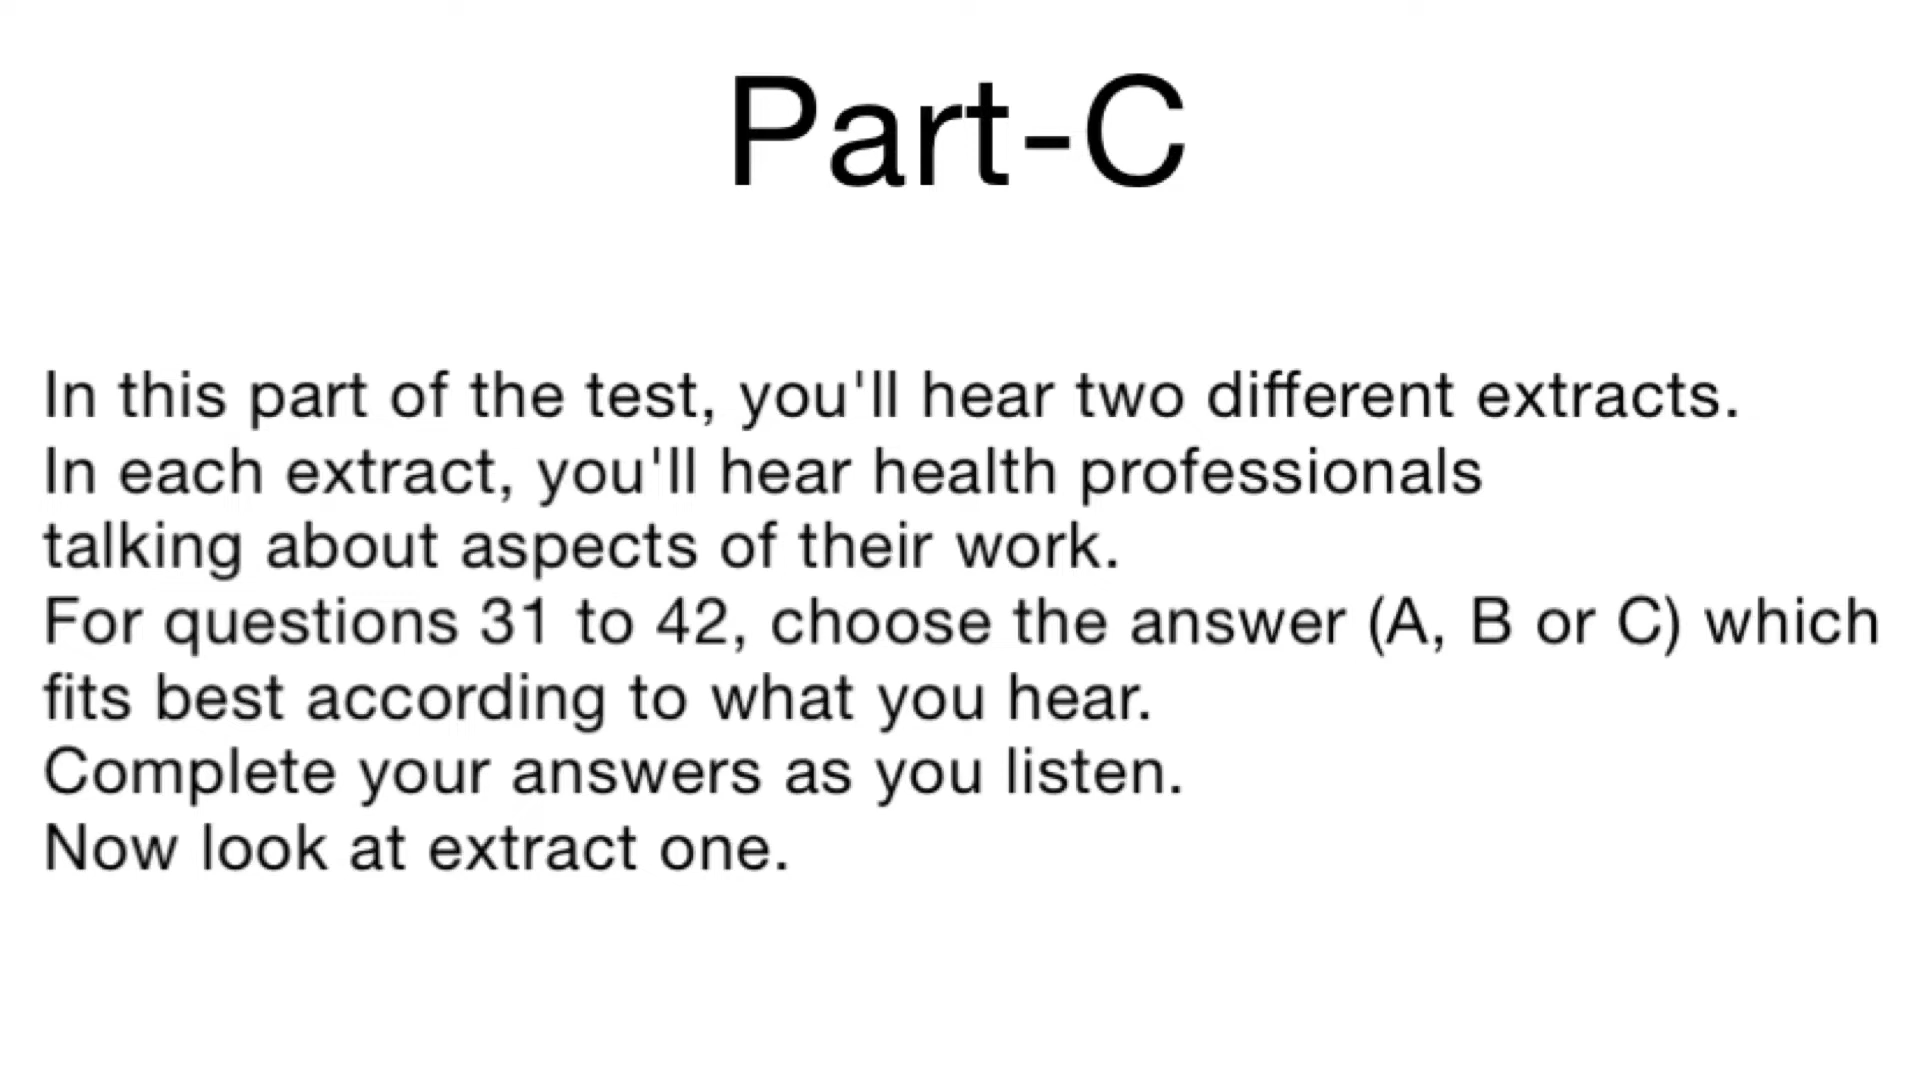 Part-C
In this part of the test, you'll hear two different extracts.
In each extract, you'll hear health professionals
talking about aspects of their work.
For questions 31 to 42, choose the answer (A, B or C) which
fits best according to what you hear.
Complete your answers as you listen.
Now look at extract one.